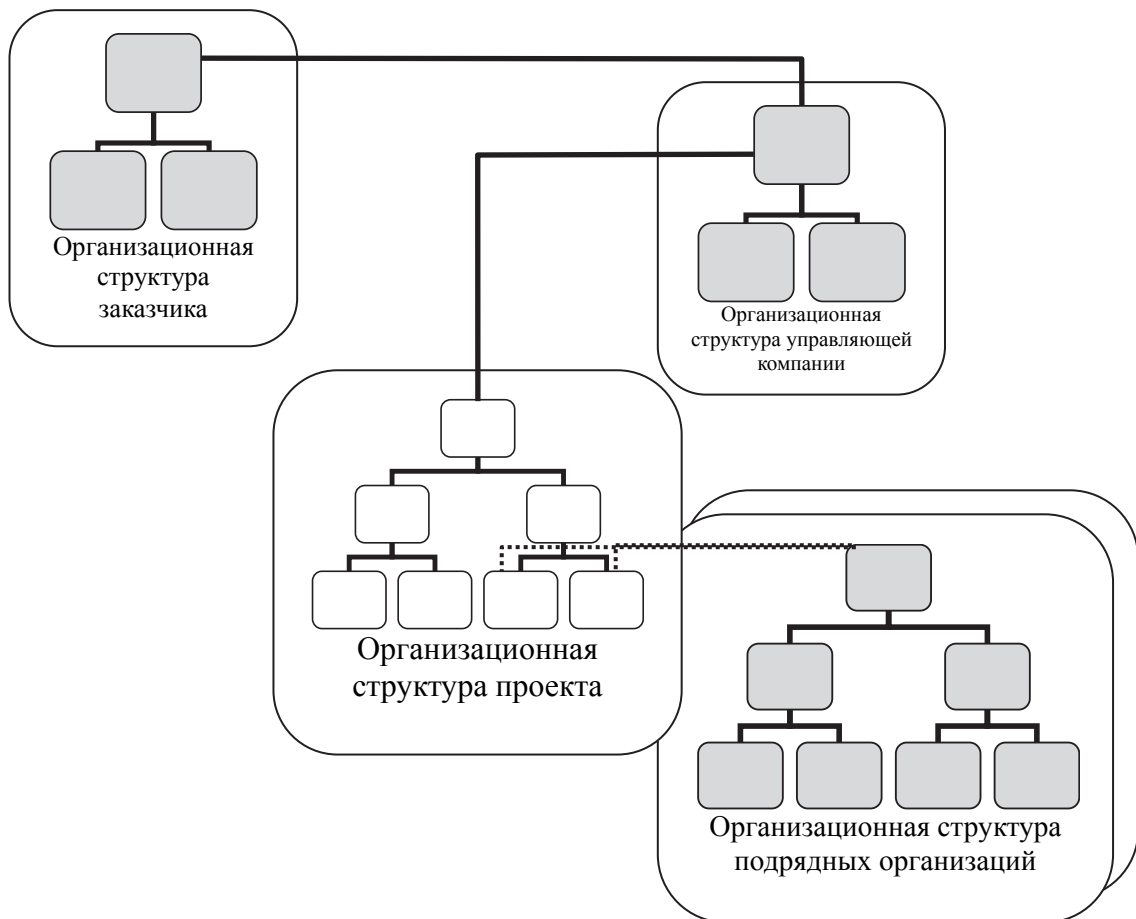 Организационная
структура
заказчика
Организационная
структура управляющей
компании
Организационная
структура проекта
Организационная структура
подрядных организаций